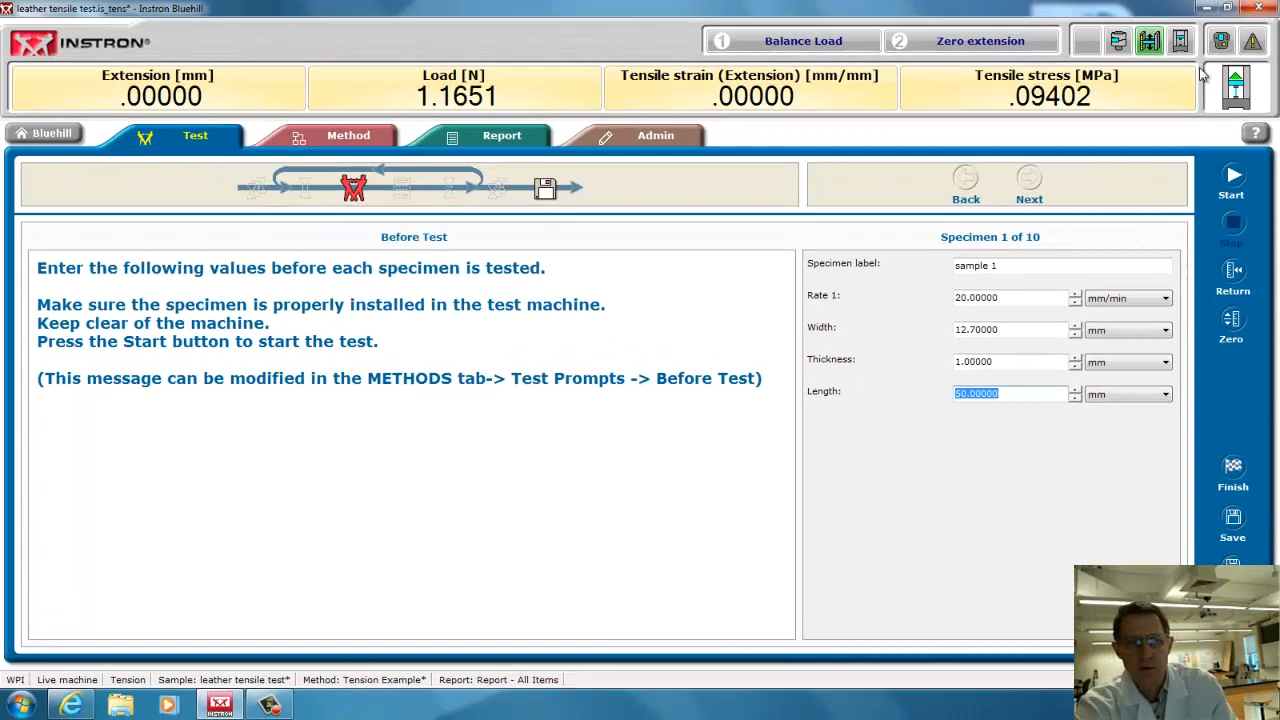 leather tensile test.is_tens* - Instron Bluehill
INSTRON®
1 Balance Load
2 Zero extension
Extension [mm]
.00000
Load [N]
1.1651
Tensile strain (Extension) [mm/mm]
.00000
Tensile stress [MPa]
.09402
Bluehill
Test
Method
Report
Admin
?
Back
Next
Start
Stop
Return
Zero
Finish
Save
Before Test
Enter the following values before each specimen is tested.
Make sure the specimen is properly installed in the test machine.
Keep clear of the machine.
Press the Start button to start the test.
(This message can be modified in the METHODS tab-> Test Prompts -> Before Test)
Specimen 1 of 10
Specimen label: sample 1
Rate 1: 20.00000 mm/min
Width: 12.70000 mm
Thickness: 1.00000 mm
Length: 50.00000 mm
WPI Live machine Tension Sample: leather tensile test* Method: Tension Example* Report: Report - All Items
INSTRON